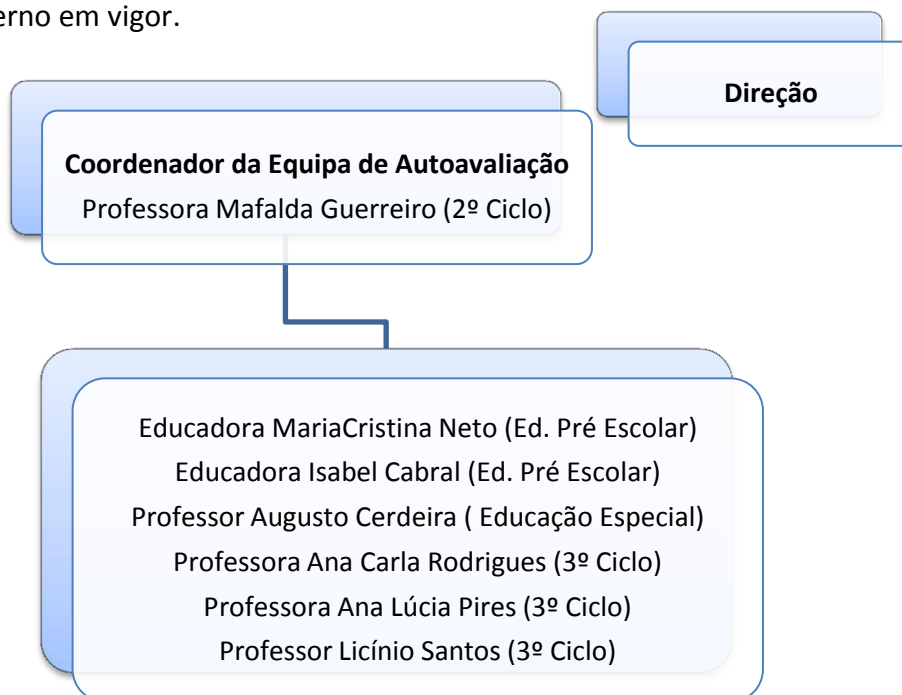 erno em vigor.
Direção
Coordenador da Equipa de Autoavaliação
Professora Mafalda Guerreiro (2º Ciclo)
Educadora MariaCristina Neto (Ed. Pré Escolar)
Educadora Isabel Cabral (Ed. Pré Escolar)
Professor Augusto Cerdeira ( Educação Especial)
Professora Ana Carla Rodrigues (3º Ciclo)
Professora Ana Lúcia Pires (3º Ciclo)
Professor Licínio Santos (3º Ciclo)